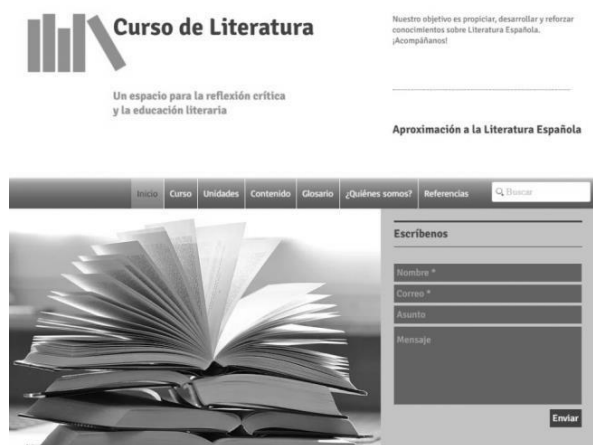 Curso de Literatura
Un espacio para la reflexión crítica
y la educación literaria
Nuestro objetivo es propiciar, desarrollar y reforzar
conocimientos sobre Literatura Española.
¡Acompáñanos!
Aproximación a la Literatura Española
Inicio Curso Unidades Contenido Glosario ¿Quiénes somos? Referencias Buscar
Escríbenos
Nombre *
Correo *
Asunto
Mensaje
Enviar